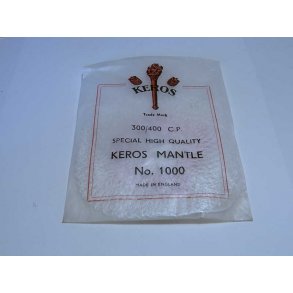 KEROS
Trade Mark
300/400 C.P.
SPECIAL HIGH QUALITY
KEROS MANTLE
No. 1000
MADE IN ENGLAND